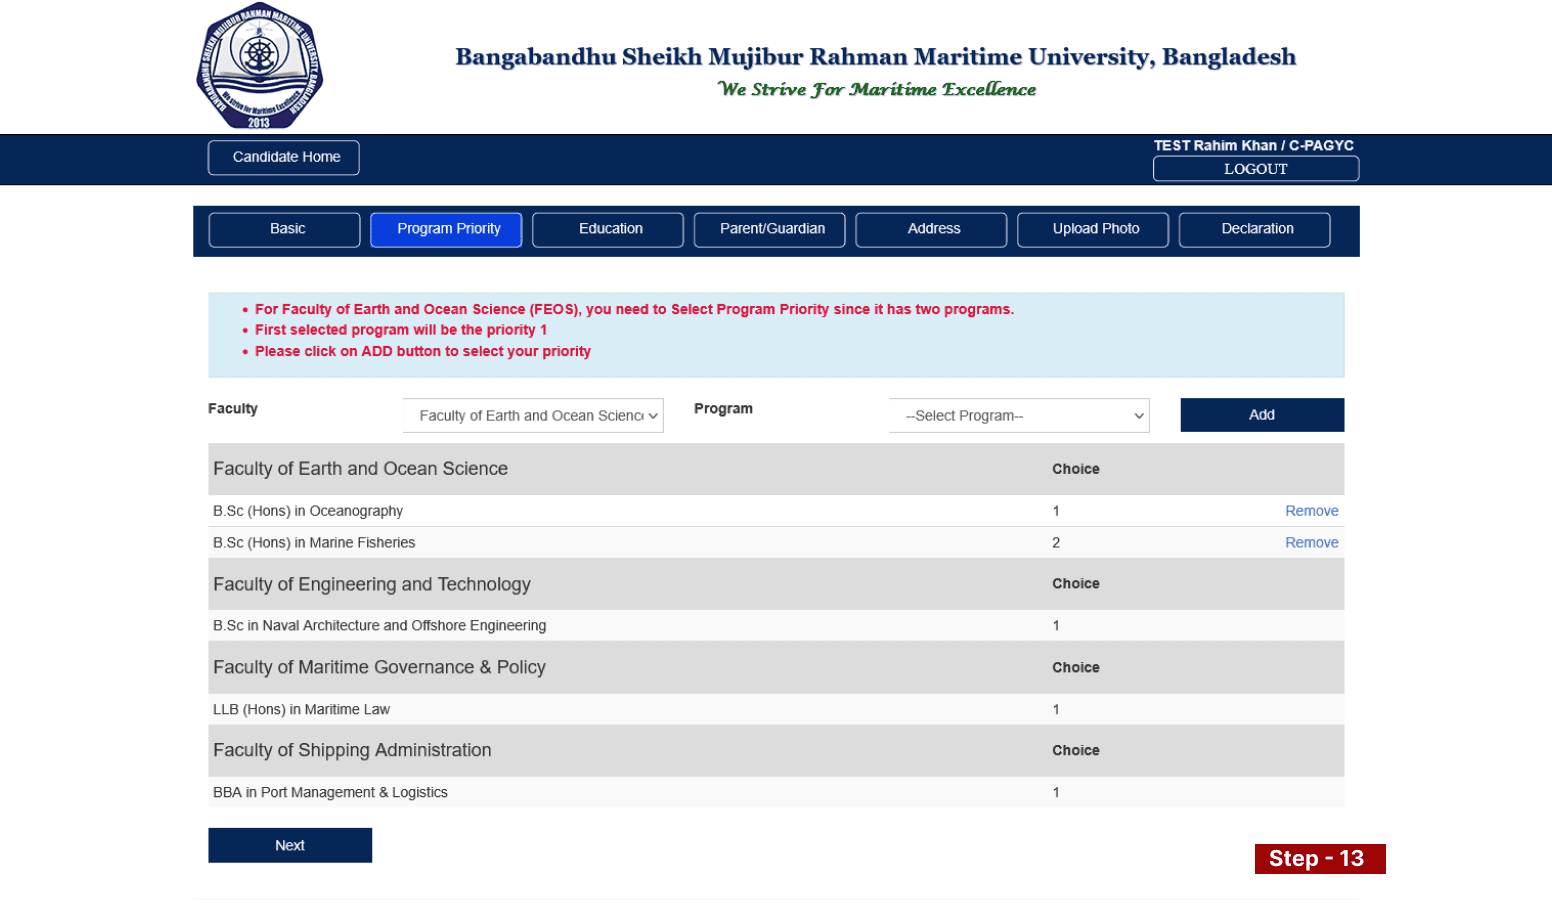 BANGABANDHU SHEIKH MUJIBUR RAHMAN MARITIME UNIVERSITY, BANGLADESH
We Strive for Maritime Excellence
2013
Bangabandhu Sheikh Mujibur Rahman Maritime University, Bangladesh
We Strive For Maritime Excellence
Candidate Home
TEST Rahim Khan / C-PAGYC
LOGOUT
Basic
Program Priority
Education
Parent/Guardian
Address
Upload Photo
Declaration
• For Faculty of Earth and Ocean Science (FEOS), you need to Select Program Priority since it has two programs.
• First selected program will be the priority 1
• Please click on ADD button to select your priority
Faculty
Faculty of Earth and Ocean Scienc
Program
--Select Program--
Add
Faculty of Earth and Ocean Science Choice
B.Sc (Hons) in Oceanography 1 Remove
B.Sc (Hons) in Marine Fisheries 2 Remove
Faculty of Engineering and Technology Choice
B.Sc in Naval Architecture and Offshore Engineering 1
Faculty of Maritime Governance & Policy Choice
LLB (Hons) in Maritime Law 1
Faculty of Shipping Administration Choice
BBA in Port Management & Logistics 1
Next
Step - 13